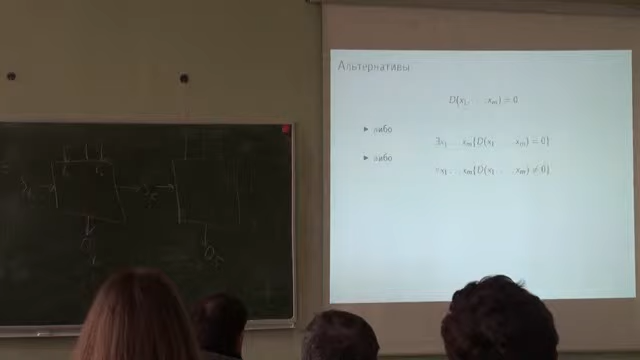 Альтернативы
D(x₁, . . . , xₘ) = 0
▶ либо
∃x₁ . . . xₘ{D(x₁, . . . , xₘ) = 0}
▶ либо
∀x₁ . . . xₘ{D(x₁, . . . , xₘ) ≠ 0}